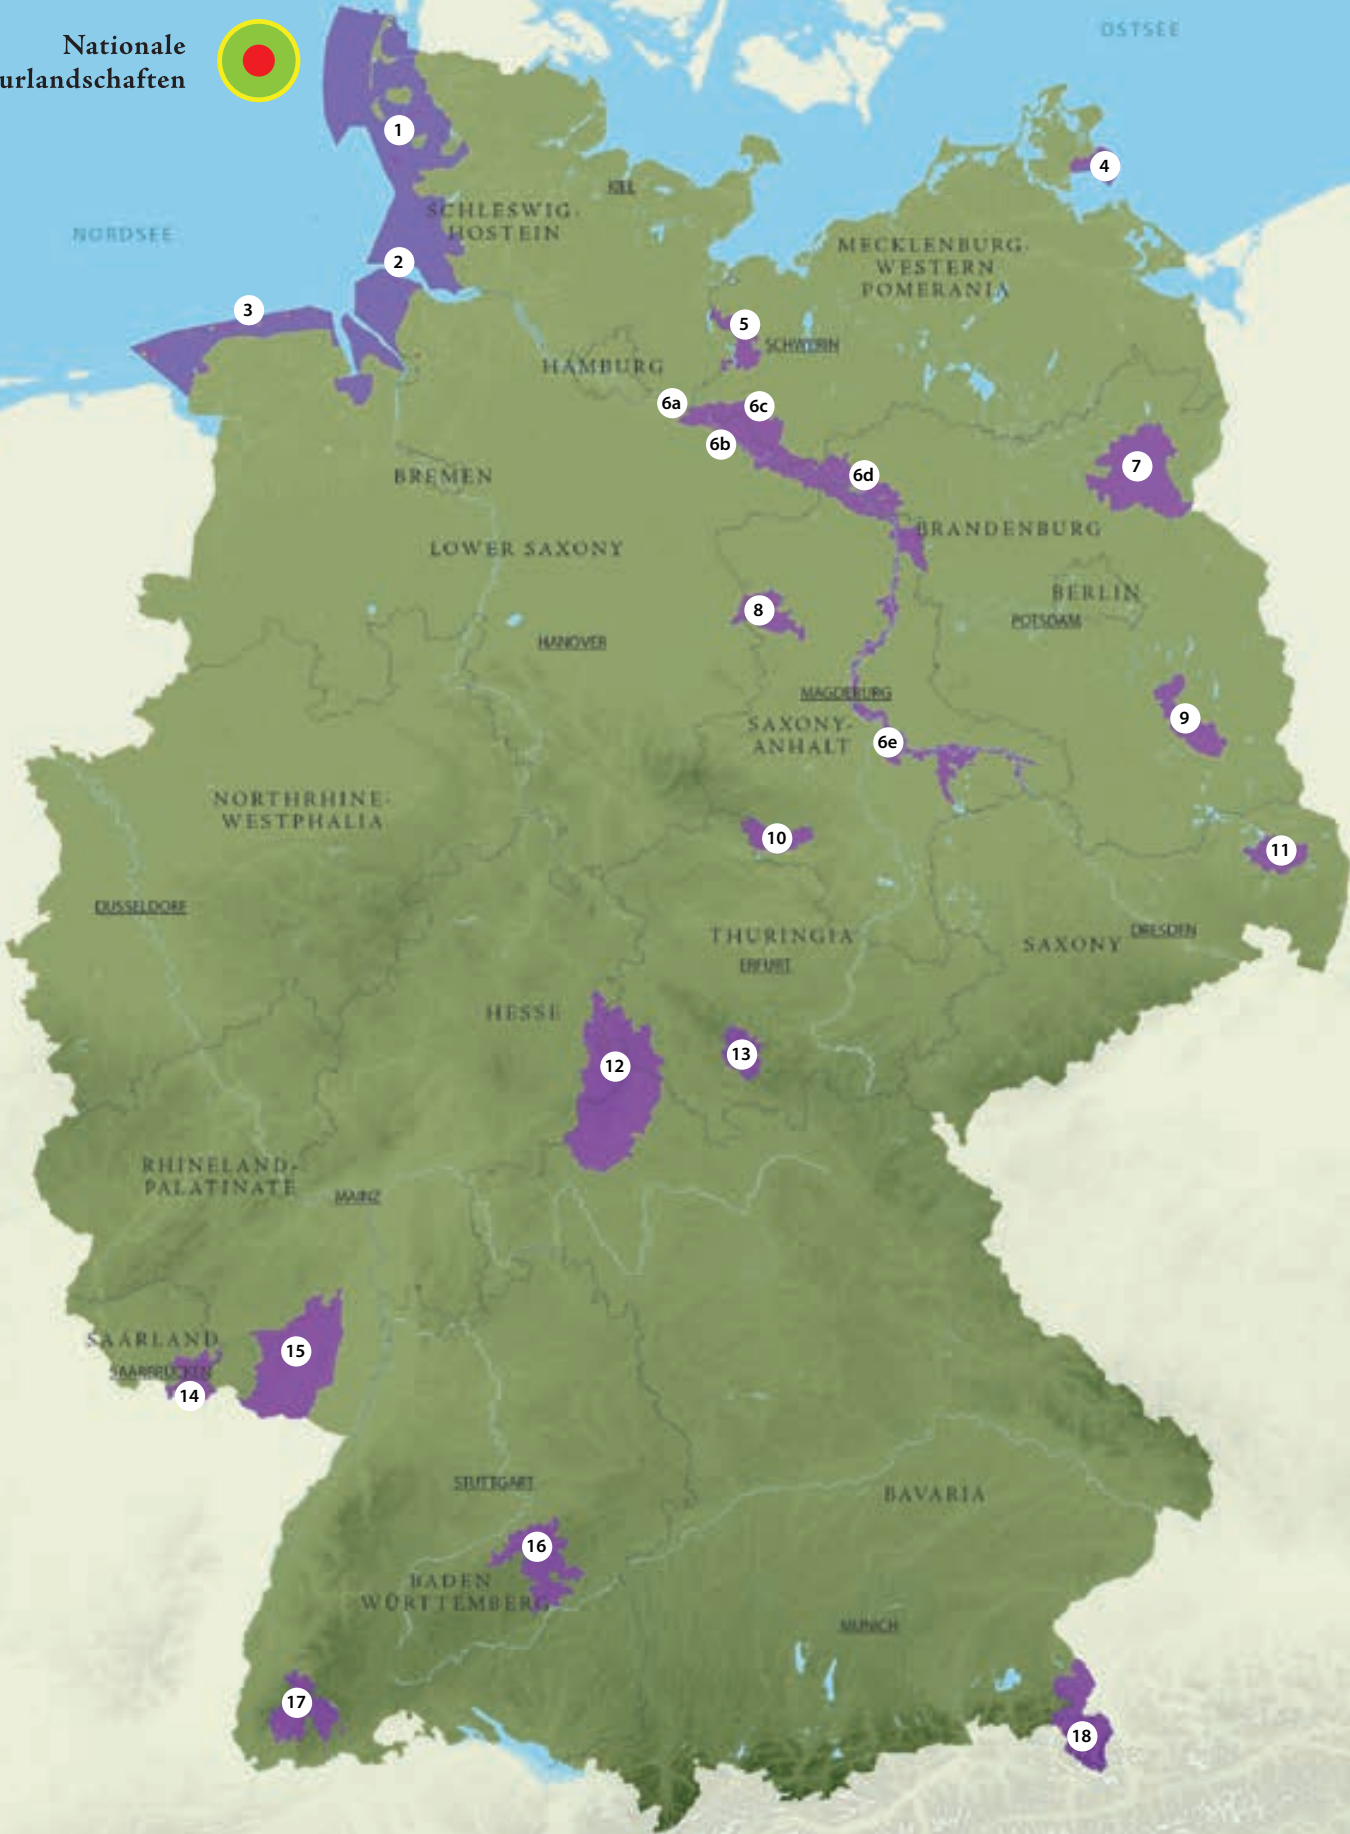 Nationale
urlandschaften
OSTSEE
NORDSEE
1
2
3
4
5
6a
6b
6c
6d
6e
7
8
9
10
11
12
13
14
15
16
17
18
KIEL
SCHLESWIG-
HOSTEIN
MECKLENBURG-
WESTERN
POMERANIA
SCHWERIN
HAMBURG
BREMEN
LOWER SAXONY
HANOVER
BRANDENBURG
BERLIN
POTSDAM
MAGDEBURG
SAXONY-
ANHALT
NORTHRHINE-
WESTPHALIA
DUSSELDORF
THURINGIA
ERFURT
SAXONY
DRESDEN
HESSE
RHINELAND-
PALATINATE
MAINZ
SAARLAND
SAARBRÜCKEN
STUTTGART
BADEN
WÜRTTEMBERG
BAVARIA
MUNICH